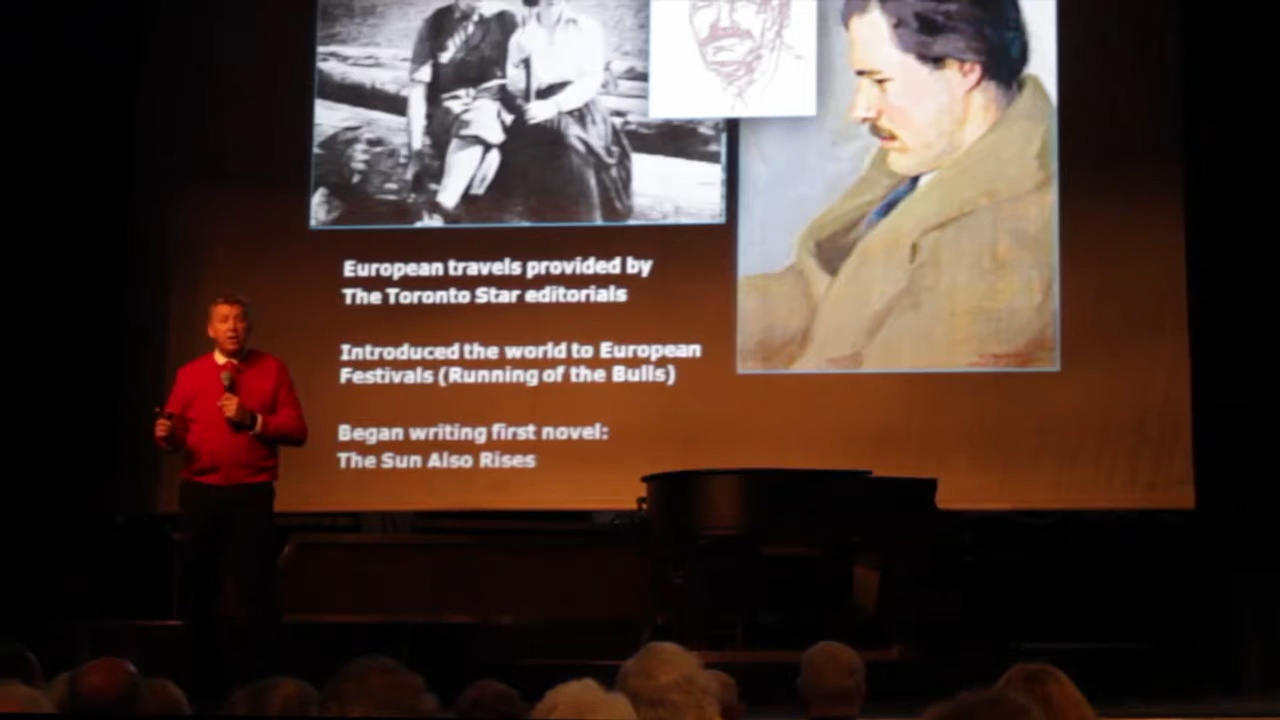 European travels provided by
The Toronto Star editorials
Introduced the world to European
Festivals (Running of the Bulls)
Began writing first novel:
The Sun Also Rises